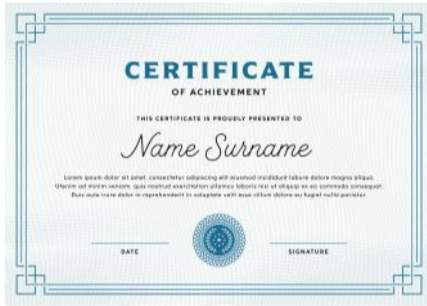 CERTIFICATE
OF ACHIEVEMENT
THIS CERTIFICATE IS PROUDLY PRESENTED TO
Name Surname
Lorem ipsum dolor sit amet, consectetur adipiscing elit eiusmod incididunt labore dolore magna aliqua.
Utenim ad minim veniam, quis nostrud exercitation ullamco laboris nisi ut aliquip ex ea commodo consequat.
Duis aute irure dolor in reprehenderit in voluptate velit esse cillum dolore eu fugiat nulla pariatur.
DATE
SIGNATURE